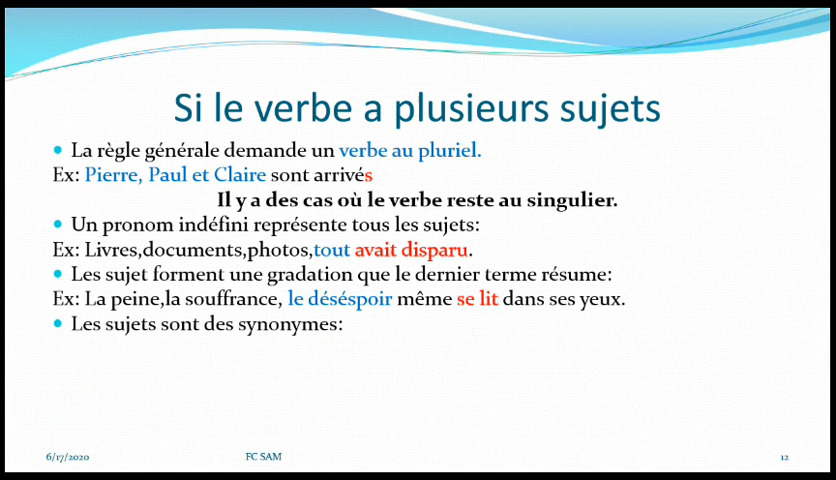 Si le verbe a plusieurs sujets
• La règle générale demande un verbe au pluriel.
Ex: Pierre, Paul et Claire sont arrivés
Il y a des cas où le verbe reste au singulier.
• Un pronom indéfini représente tous les sujets:
Ex: Livres,documents,photos,tout avait disparu.
• Les sujet forment une gradation que le dernier terme résume:
Ex: La peine,la souffrance, le déséspoir même se lit dans ses yeux.
• Les sujets sont des synonymes:
6/17/2020 FC SAM 12